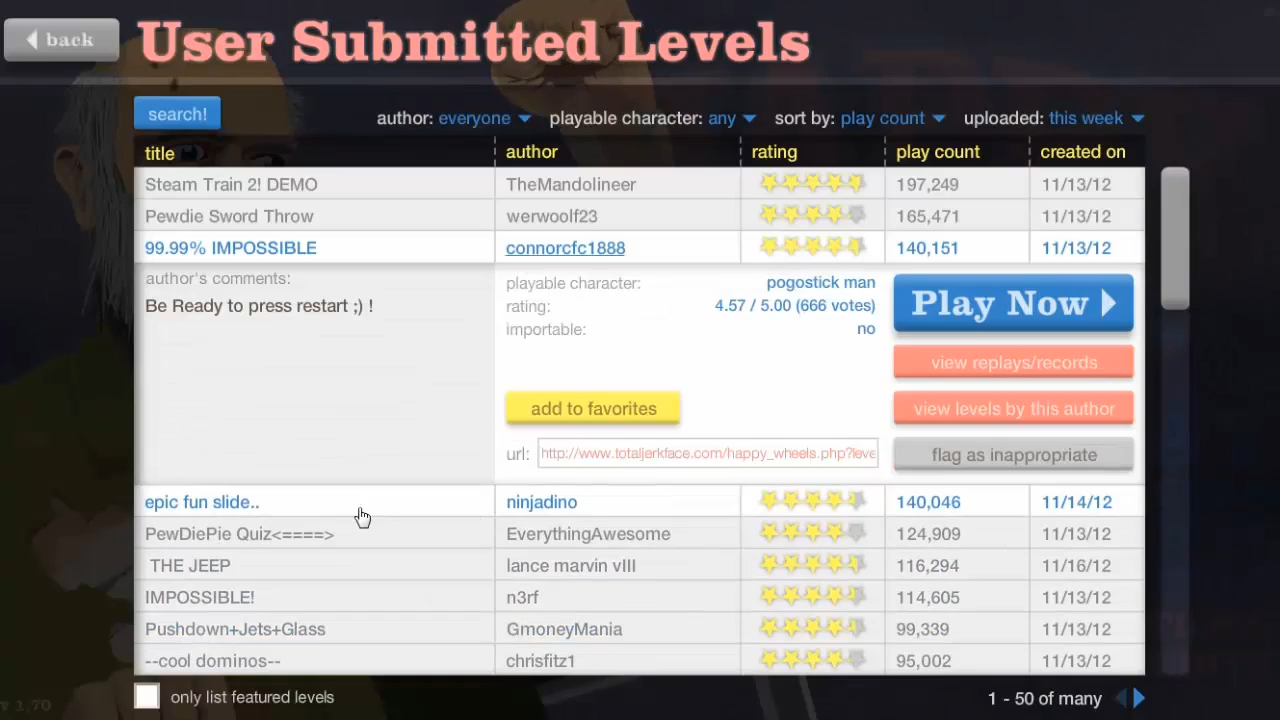 back
User Submitted Levels
search!
author: everyone playable character: any sort by: play count uploaded: this week
title author rating play count created on
Steam Train 2! DEMO TheMandolineer 197,249 11/13/12
Pewdie Sword Throw werwoolf23 165,471 11/13/12
99.99% IMPOSSIBLE connorcfc1888 140,151 11/13/12
author's comments:
Be Ready to press restart ;) !
playable character: pogostick man
rating: 4.57 / 5.00 (666 votes)
importable: no
add to favorites
url: http://www.totaljerkface.com/happy_wheels.php?leve
Play Now
view replays/records
view levels by this author
flag as inappropriate
epic fun slide.. ninjadino 140,046 11/14/12
PewDiePie Quiz<====> EverythingAwesome 124,909 11/13/12
THE JEEP lance marvin vIII 116,294 11/16/12
IMPOSSIBLE! n3rf 114,605 11/13/12
Pushdown+Jets+Glass GmoneyMania 99,339 11/13/12
--cool dominos-- chrisfitz1 95,002 11/13/12
only list featured levels 1 - 50 of many
v 1.70